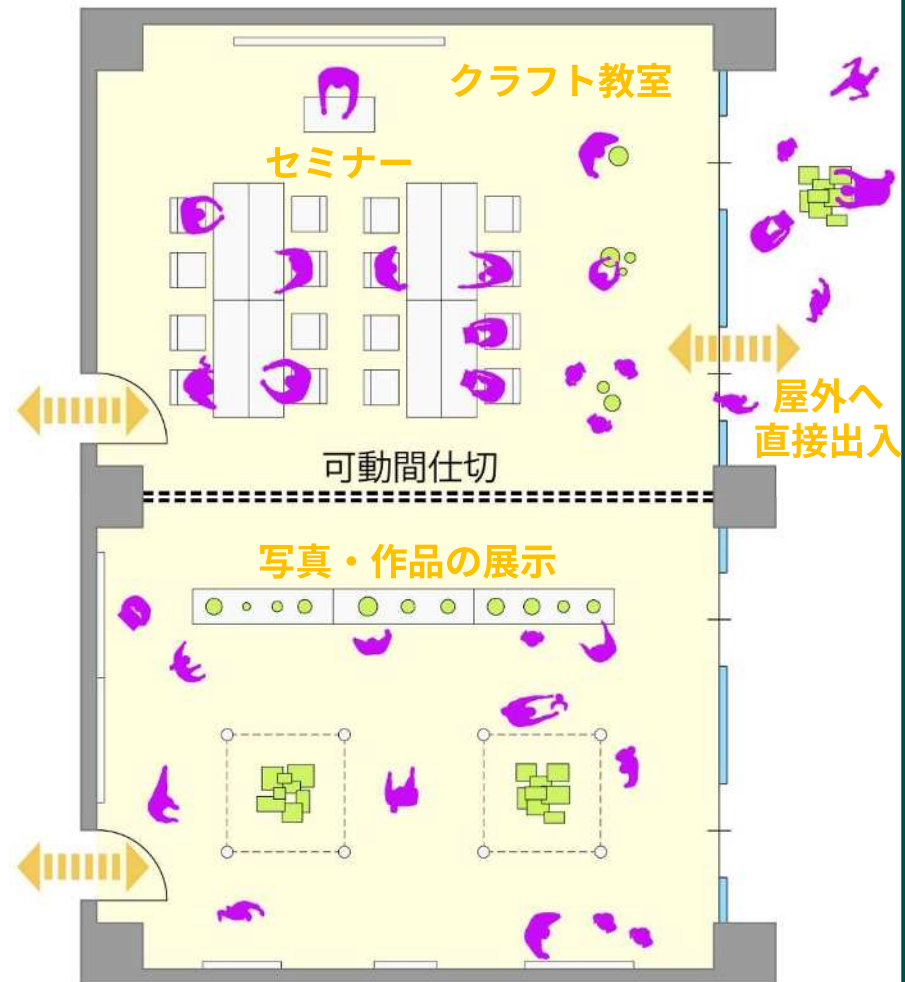 クラフト教室
セミナー
屋外へ
直接出入
可動間仕切
写真・作品の展示